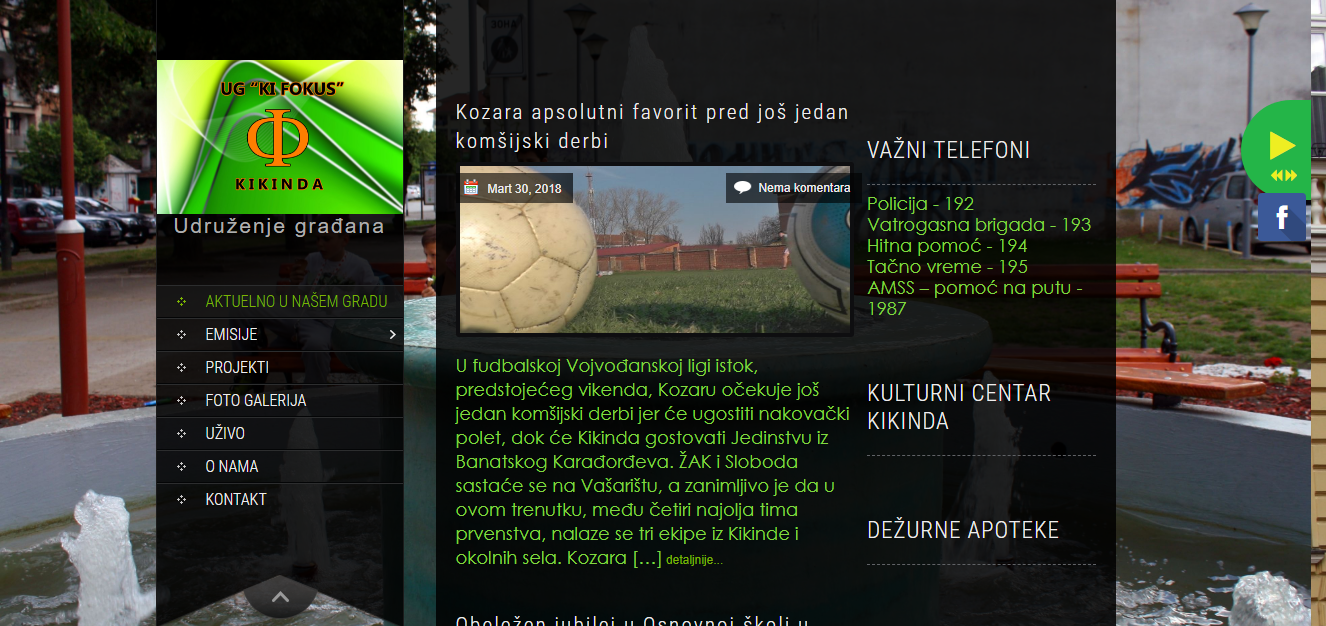 UG "KI FOKUS"
Ф
KIKINDA
Udruženje građana
AKTUELNO U NAŠEM GRADU
EMISIJE
PROJEKTI
FOTO GALERIJA
UŽIVO
O NAMA
KONTAKT
Kozara apsolutni favorit pred još jedan
komšijski derbi
Mart 30, 2018
Nema komentara
U fudbalskoj Vojvođanskoj ligi istok,
predstojećeg vikenda, Kozaru očekuje još
jedan komšijski derbi jer će ugostiti nakovački
polet, dok će Kikinda gostovati Jedinstvu iz
Banatskog Karađorđeva. ŽAK i Sloboda
sastaće se na Vašarištu, a zanimljivo je da u
ovom trenutku, među četiri najolja tima
prvenstva, nalaze se tri ekipe iz Kikinde i
okolnih sela. Kozara [...] detaljnije...
Obeležen jubilej u Osnovnoj školi u
VAŽNI TELEFONI
Policija - 192
Vatrogasna brigada - 193
Hitna pomoć - 194
Tačno vreme - 195
AMSS – pomoć na putu -
1987
KULTURNI CENTAR
KIKINDA
DEŽURNE APOTEKE
ЗОНА
f